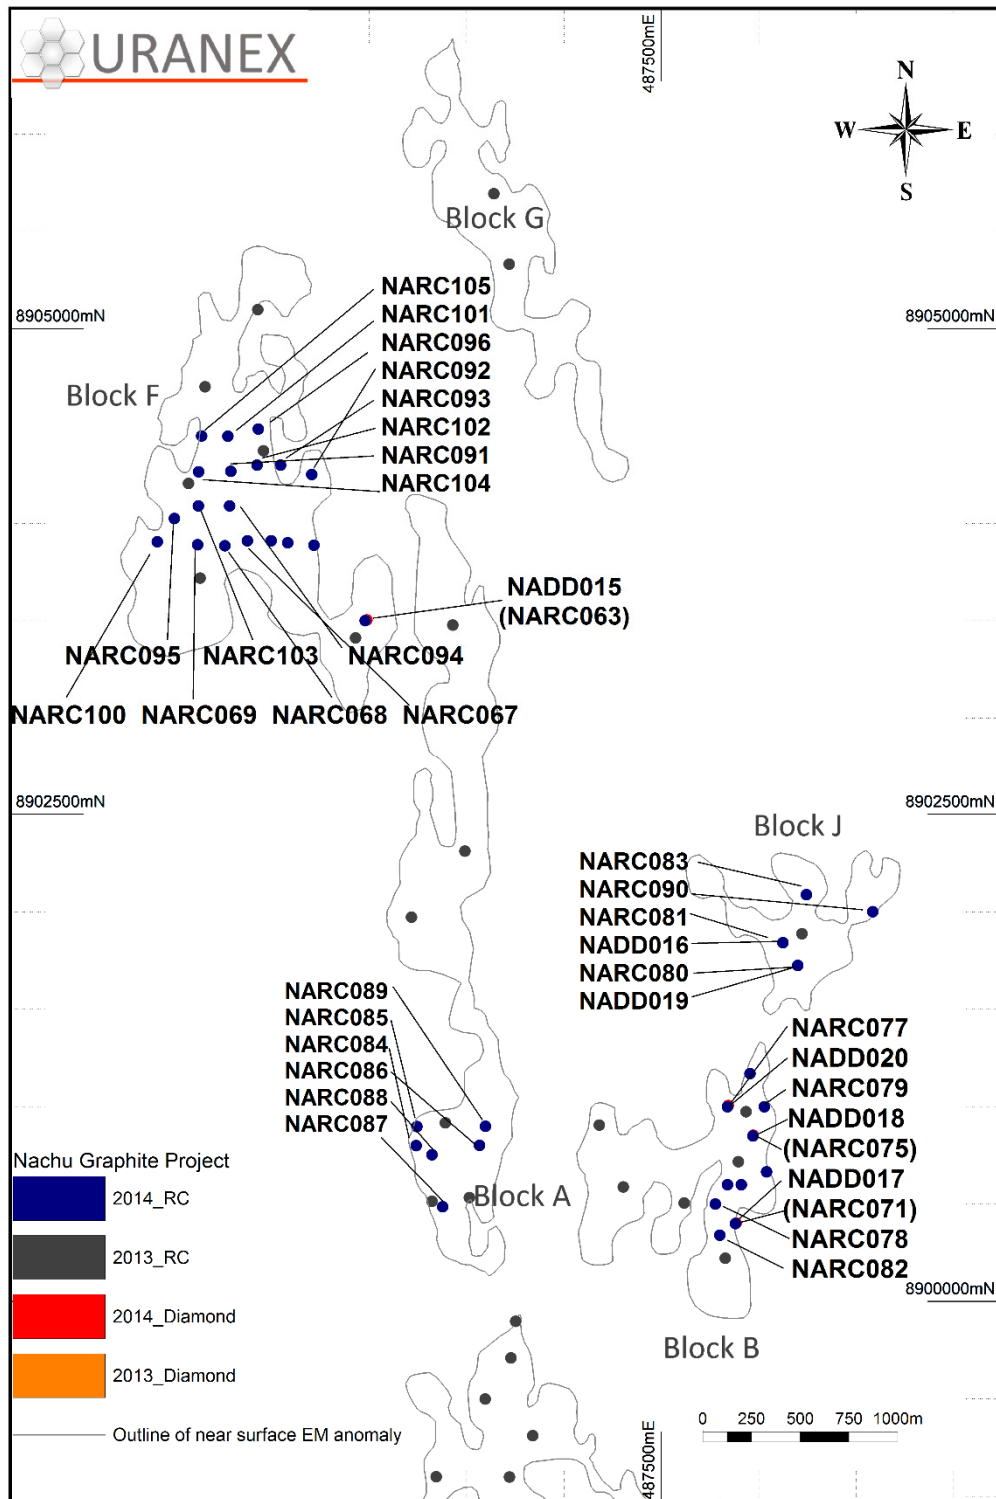 URANEX
487500mE
N
W E
S
Block G
8905000mN
8905000mN
NARC105
NARC101
NARC096
NARC092
NARC093
NARC102
NARC091
NARC104
Block F
NADD015
(NARC063)
NARC095 NARC103 NARC094
NARC100 NARC069 NARC068 NARC067
8902500mN
8902500mN
Block J
NARC083
NARC090
NARC081
NADD016
NARC080
NADD019
NARC089
NARC085
NARC084
NARC086
NARC088
NARC087
Block A
NARC077
NADD020
NARC079
NADD018
(NARC075)
NADD017
(NARC071)
NARC078
NARC082
8900000mN
Block B
Nachu Graphite Project
2014_RC
2013_RC
2014_Diamond
2013_Diamond
Outline of near surface EM anomaly
0 250 500 750 1000m
487500mE